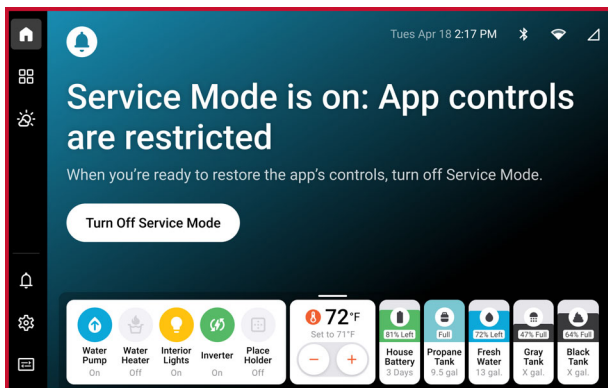 Tues Apr 18 2:17 PM
Service Mode is on: App controls
are restricted
When you're ready to restore the app's controls, turn off Service Mode.
Turn Off Service Mode
Water
Pump
On
Water
Heater
Off
Interior
Lights
On
Inverter
On
Place
Holder
Off
72°F
Set to 71°F
81% Left
House
Battery
3 Days
Full
Propane
Tank
9.5 gal
72% Left
Fresh
Water
13 gal.
47% Full
Gray
Tank
X gal.
64% Full
Black
Tank
X gal.